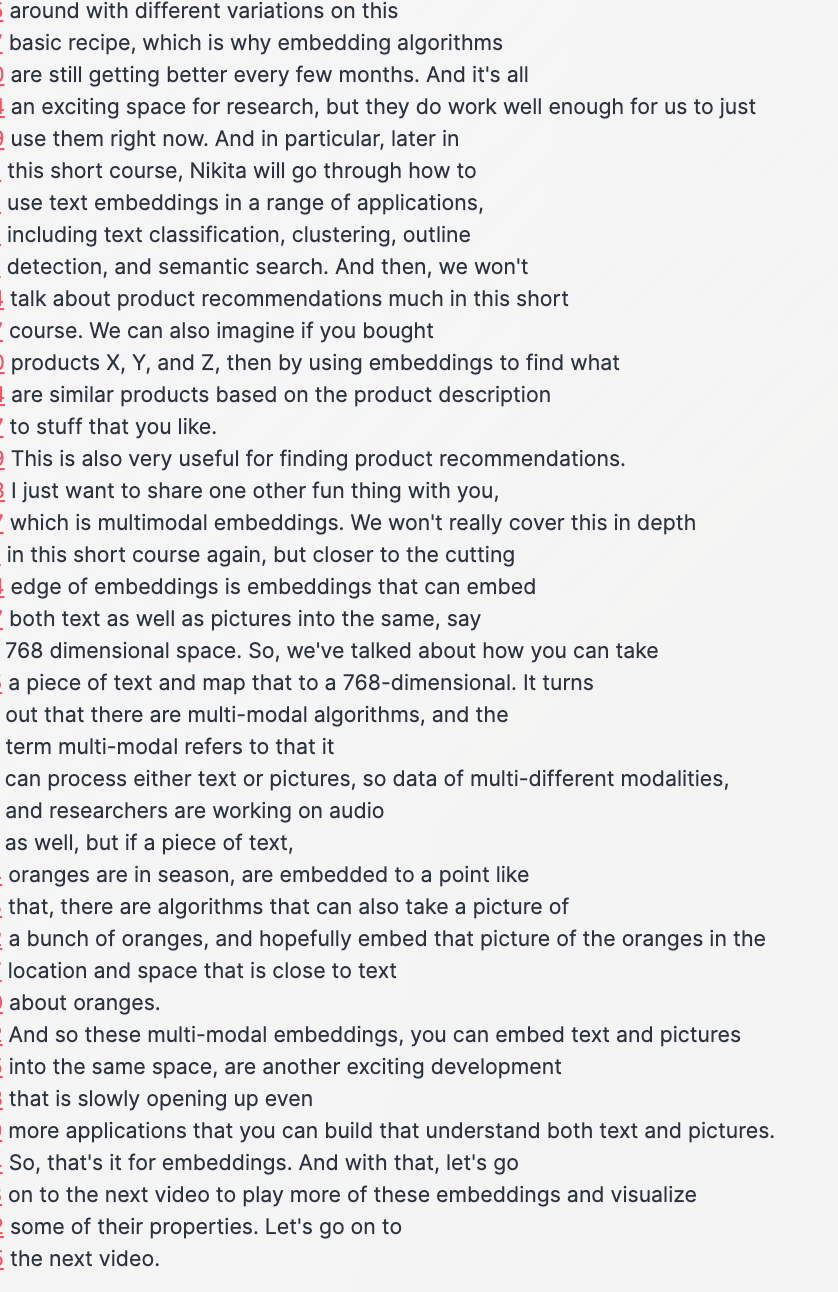 around with different variations on this
basic recipe, which is why embedding algorithms
are still getting better every few months. And it's all
an exciting space for research, but they do work well enough for us to just
use them right now. And in particular, later in
this short course, Nikita will go through how to
use text embeddings in a range of applications,
including text classification, clustering, outline
detection, and semantic search. And then, we won't
talk about product recommendations much in this short
course. We can also imagine if you bought
products X, Y, and Z, then by using embeddings to find what
are similar products based on the product description
to stuff that you like.
This is also very useful for finding product recommendations.
I just want to share one other fun thing with you,
which is multimodal embeddings. We won't really cover this in depth
in this short course again, but closer to the cutting
edge of embeddings is embeddings that can embed
both text as well as pictures into the same, say
768 dimensional space. So, we've talked about how you can take
a piece of text and map that to a 768-dimensional. It turns
out that there are multi-modal algorithms, and the
term multi-modal refers to that it
can process either text or pictures, so data of multi-different modalities,
and researchers are working on audio
as well, but if a piece of text,
oranges are in season, are embedded to a point like
that, there are algorithms that can also take a picture of
a bunch of oranges, and hopefully embed that picture of the oranges in the
location and space that is close to text
about oranges.
And so these multi-modal embeddings, you can embed text and pictures
into the same space, are another exciting development
that is slowly opening up even
more applications that you can build that understand both text and pictures.
So, that's it for embeddings. And with that, let's go
on to the next video to play more of these embeddings and visualize
some of their properties. Let's go on to
the next video.